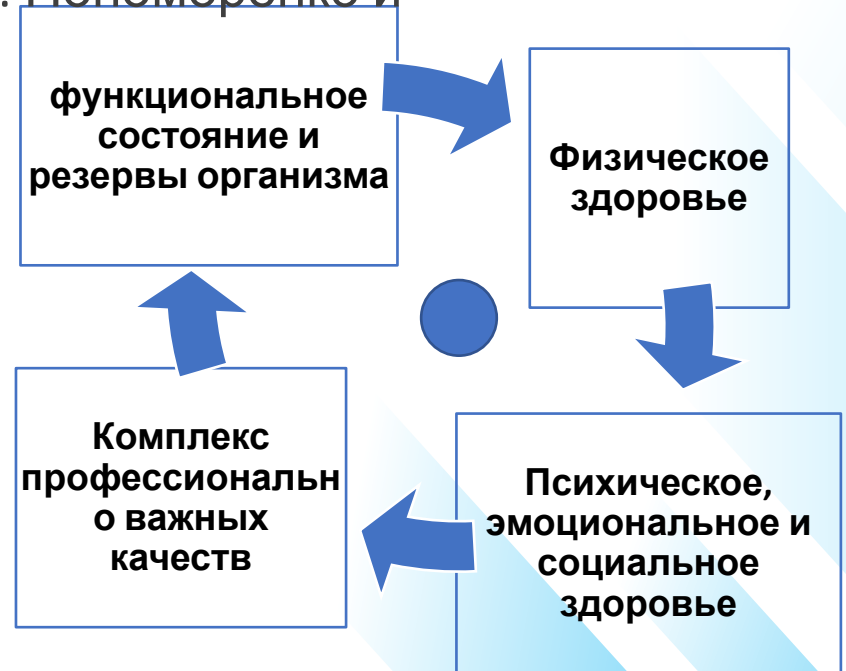 функциональное
состояние и
резервы организма
Физическое
здоровье
Психическое,
эмоциональное и
социальное
здоровье
Комплекс
профессиональн
о важных
качеств